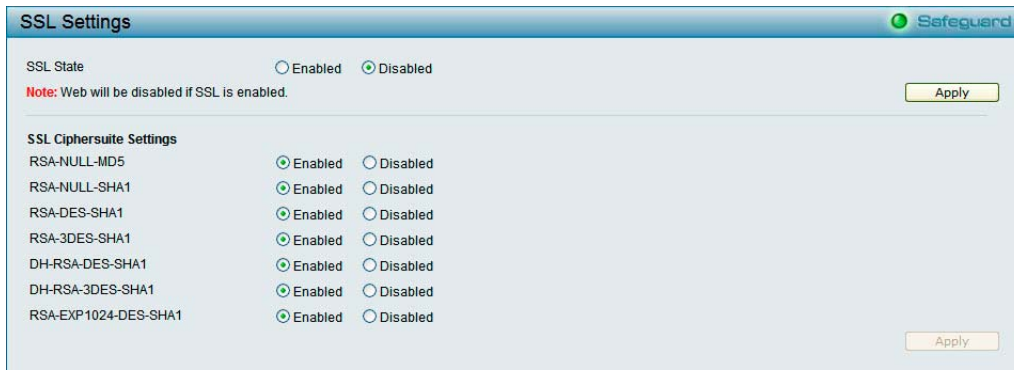 SSL Settings
Safeguard
SSL State Enabled Disabled
Note: Web will be disabled if SSL is enabled.
Apply
SSL Ciphersuite Settings
RSA-NULL-MD5 Enabled Disabled
RSA-NULL-SHA1 Enabled Disabled
RSA-DES-SHA1 Enabled Disabled
RSA-3DES-SHA1 Enabled Disabled
DH-RSA-DES-SHA1 Enabled Disabled
DH-RSA-3DES-SHA1 Enabled Disabled
RSA-EXP1024-DES-SHA1 Enabled Disabled
Apply